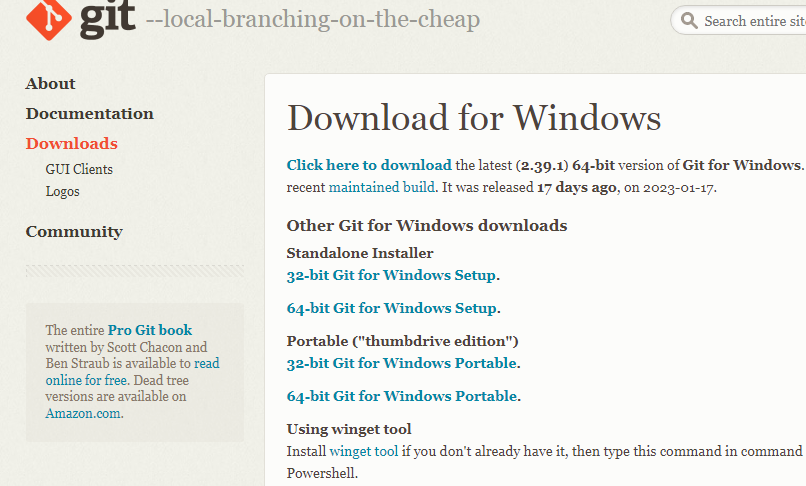 git --local-branching-on-the-cheap
Search entire site
About
Documentation
Downloads
GUI Clients
Logos
Community
The entire Pro Git book
written by Scott Chacon and
Ben Straub is available to read
online for free. Dead tree
versions are available on
Amazon.com.
Download for Windows
Click here to download the latest (2.39.1) 64-bit version of Git for Windows.
recent maintained build. It was released 17 days ago, on 2023-01-17.
Other Git for Windows downloads
Standalone Installer
32-bit Git for Windows Setup.
64-bit Git for Windows Setup.
Portable ("thumbdrive edition")
32-bit Git for Windows Portable.
64-bit Git for Windows Portable.
Using winget tool
Install winget tool if you don't already have it, then type this command in command
Powershell.